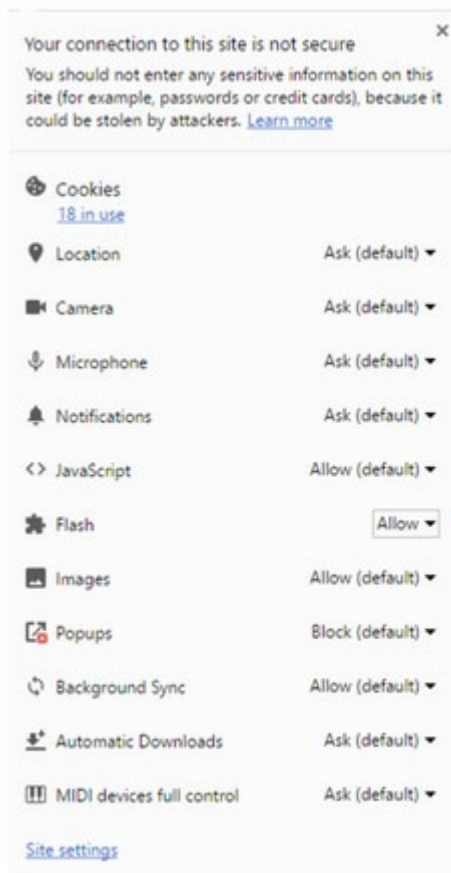 Your connection to this site is not secure
You should not enter any sensitive information on this
site (for example, passwords or credit cards), because it
could be stolen by attackers. Learn more
Cookies
18 in use
Location Ask (default)
Camera Ask (default)
Microphone Ask (default)
Notifications Ask (default)
JavaScript Allow (default)
Flash Allow
Images Allow (default)
Popups Block (default)
Background Sync Allow (default)
Automatic Downloads Ask (default)
MIDI devices full control Ask (default)
Site settings